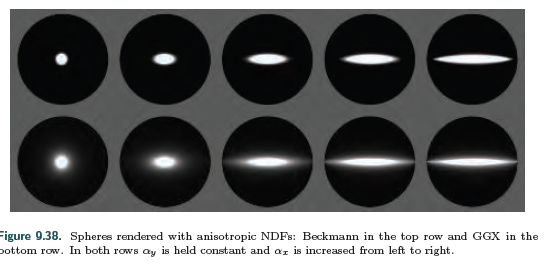 Figure 9.38. Spheres rendered with anisotropic NDFs: Beckmann in the top row and GGX in the
bottom row. In both rows αy is held constant and αx is increased from left to right.